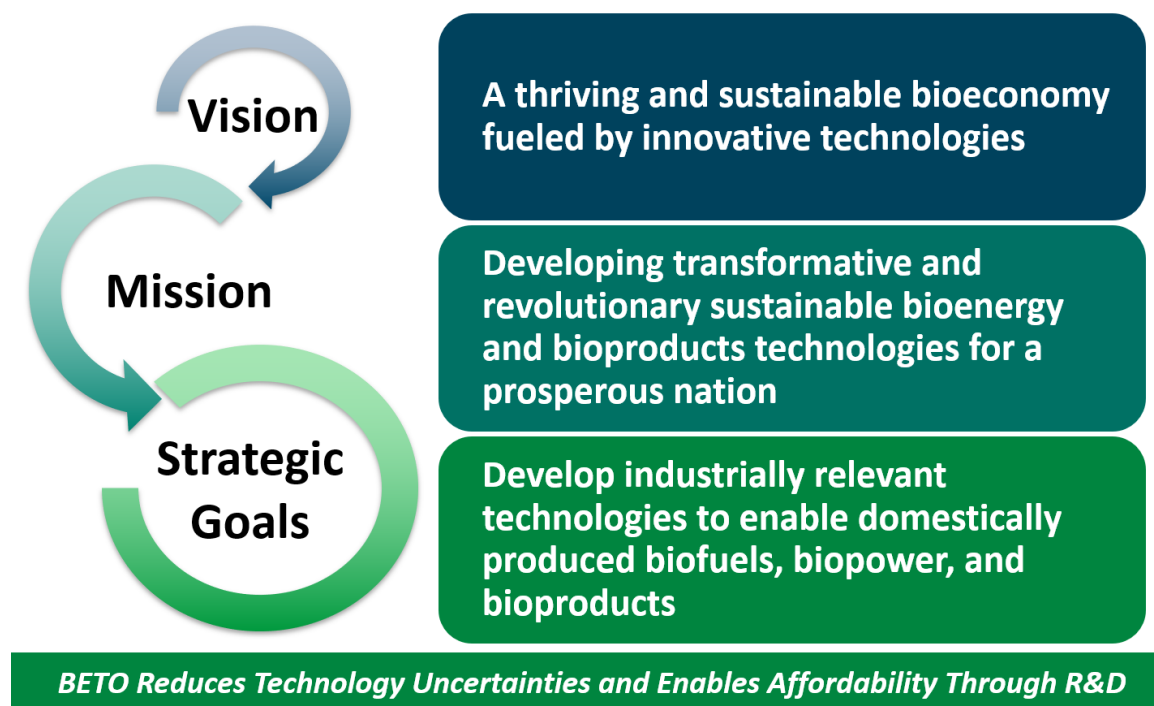 Vision
A thriving and sustainable bioeconomy
fueled by innovative technologies
Mission
Developing transformative and
revolutionary sustainable bioenergy
and bioproducts technologies for a
prosperous nation
Strategic
Goals
Develop industrially relevant
technologies to enable domestically
produced biofuels, biopower, and
bioproducts
BETO Reduces Technology Uncertainties and Enables Affordability Through R&D